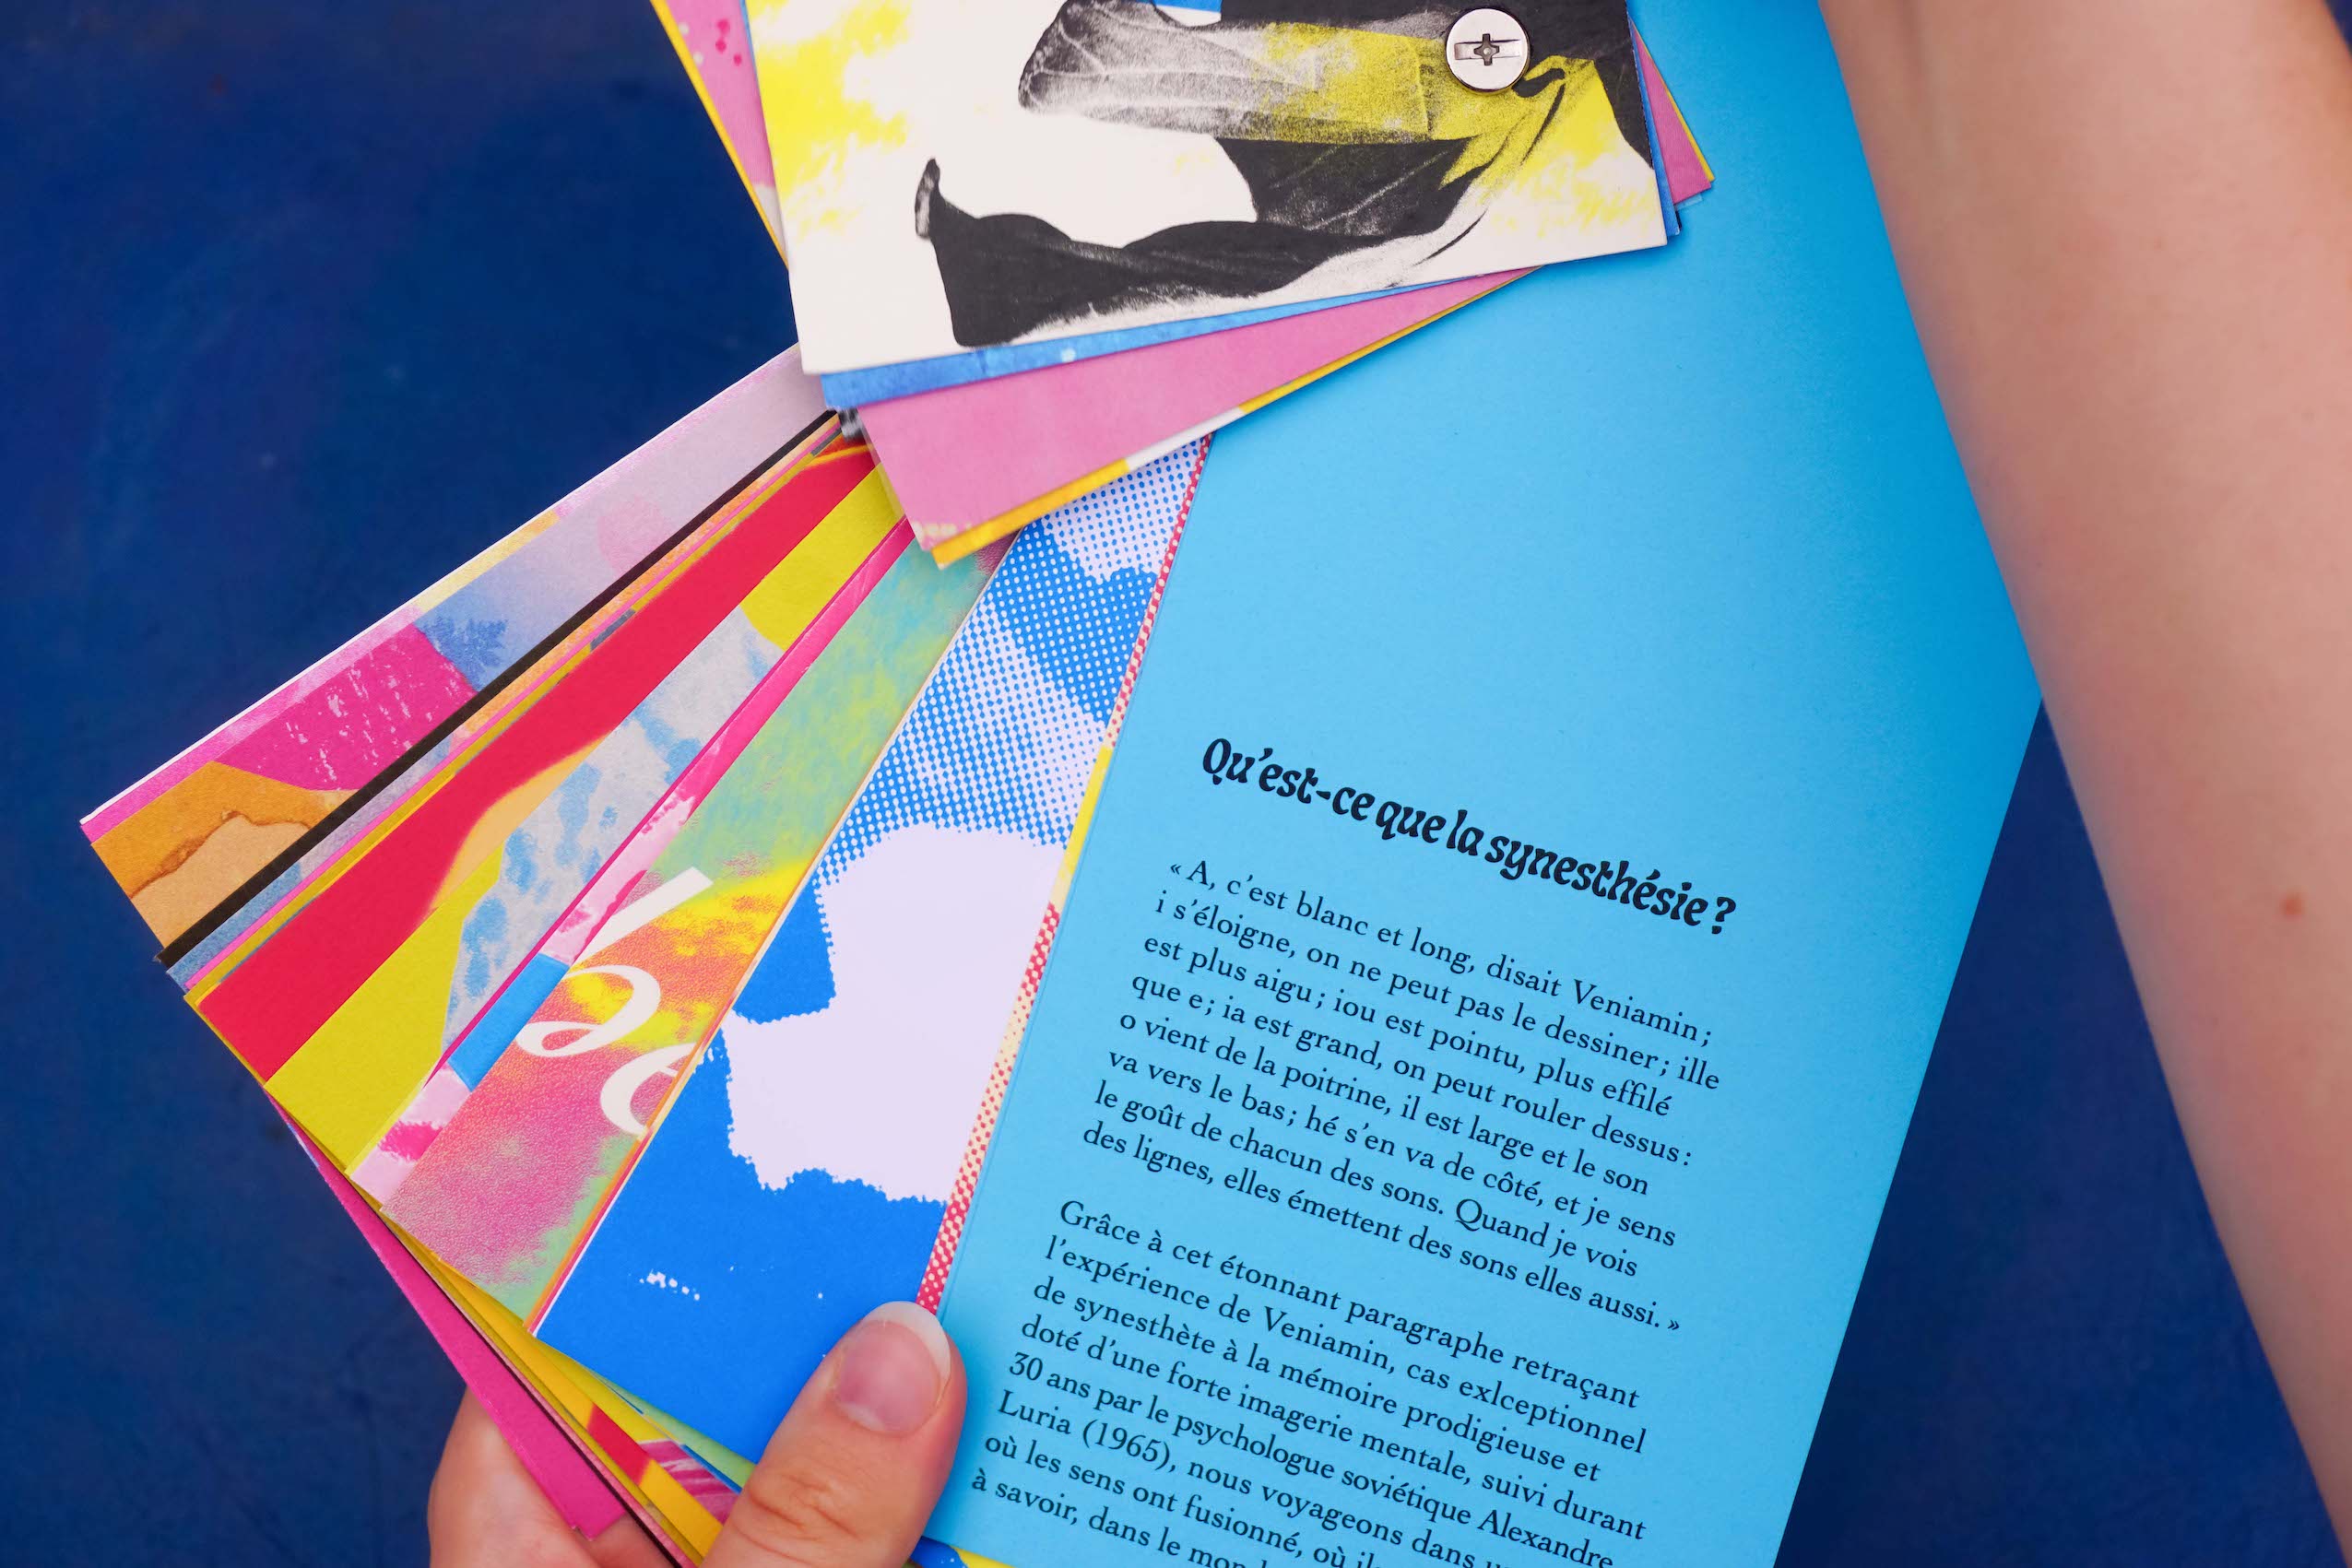 Qu'est-ce que la synesthésie ?
« A, c'est blanc et long, disait Veniamin ;
i s'éloigne, on ne peut pas le dessiner ; ille
est plus aigu ; iou est pointu, plus effilé
que e ; ia est grand, on peut rouler dessus :
o vient de la poitrine, il est large et le son
va vers le bas ; hé s'en va de côté, et je sens
le goût de chacun des sons. Quand je vois
des lignes, elles émettent des sons elles aussi. »
Grâce à cet étonnant paragraphe retraçant
l'expérience de Veniamin, cas exlceptionnel
de synesthète à la mémoire prodigieuse et
doté d'une forte imagerie mentale, suivi durant
30 ans par le psychologue soviétique Alexandre
Luria (1965), nous voyageons dans
où les sens ont fusionné, où
à savoir, dans le